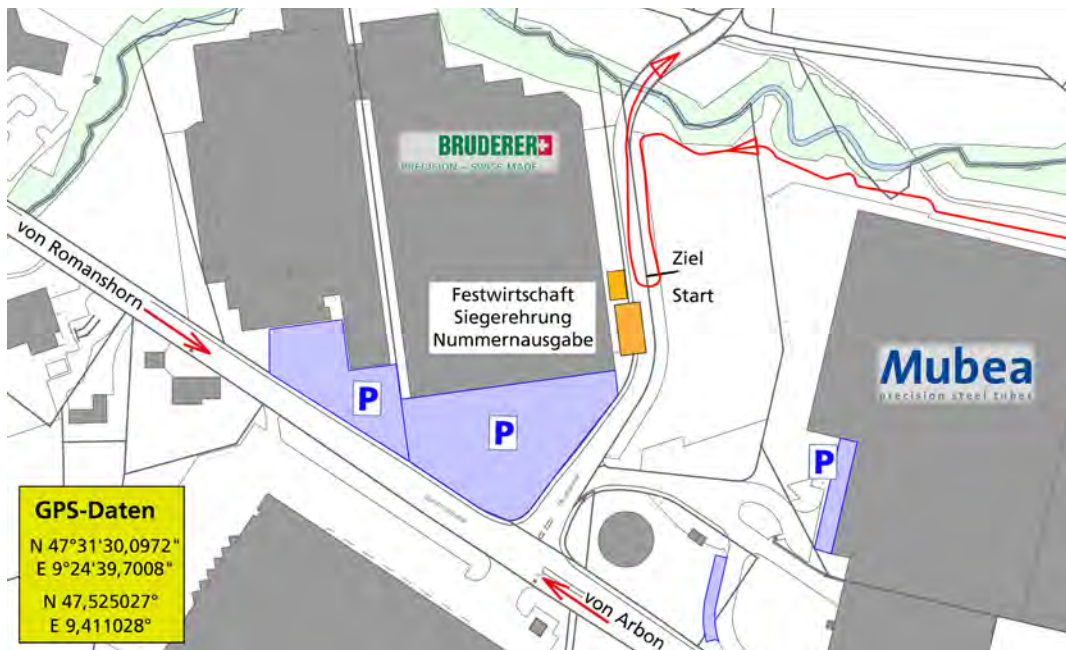 BRUDERER
PRECISION – SWISS MADE
von Romanshorn
Ziel
Start
Festwirtschaft
Siegerehrung
Nummernausgabe
Mubea
precision steel tubes
P
P
P
GPS-Daten
N 47°31'30,0972"
E 9°24'39,7008"
N 47,525027°
E 9,411028°
von Arbon